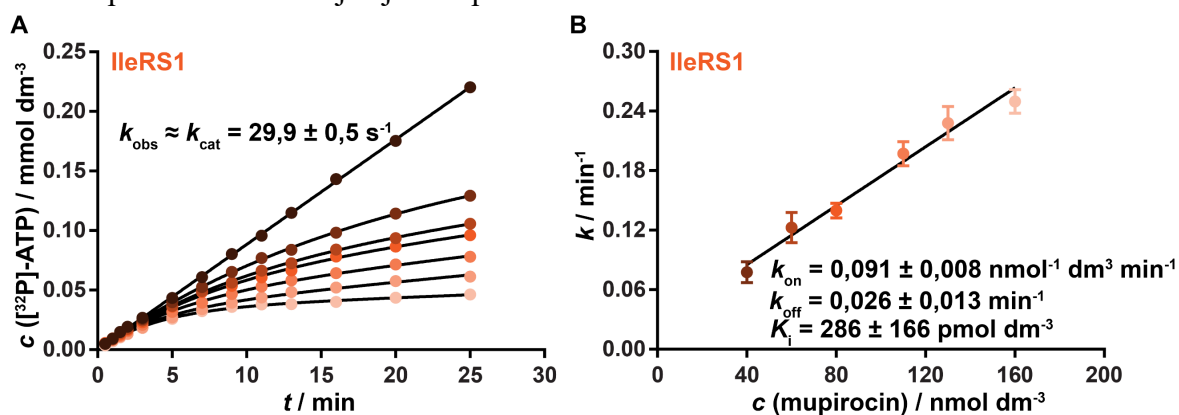 A
IleRS1
k_obs ≈ k_cat = 29,9 ± 0,5 s⁻¹
0.25
0.20
0.15
0.10
0.05
0.00
c ([³²P]-ATP) / mmol dm⁻³
0 5 10 15 20 25 30
t / min
B
IleRS1
0.30
0.24
0.18
0.12
0.06
0.00
k / min⁻¹
k_on = 0,091 ± 0,008 nmol⁻¹ dm³ min⁻¹
k_off = 0,026 ± 0,013 min⁻¹
K_i = 286 ± 166 pmol dm⁻³
0 40 80 120 160 200
c (mupirocin) / nmol dm⁻³